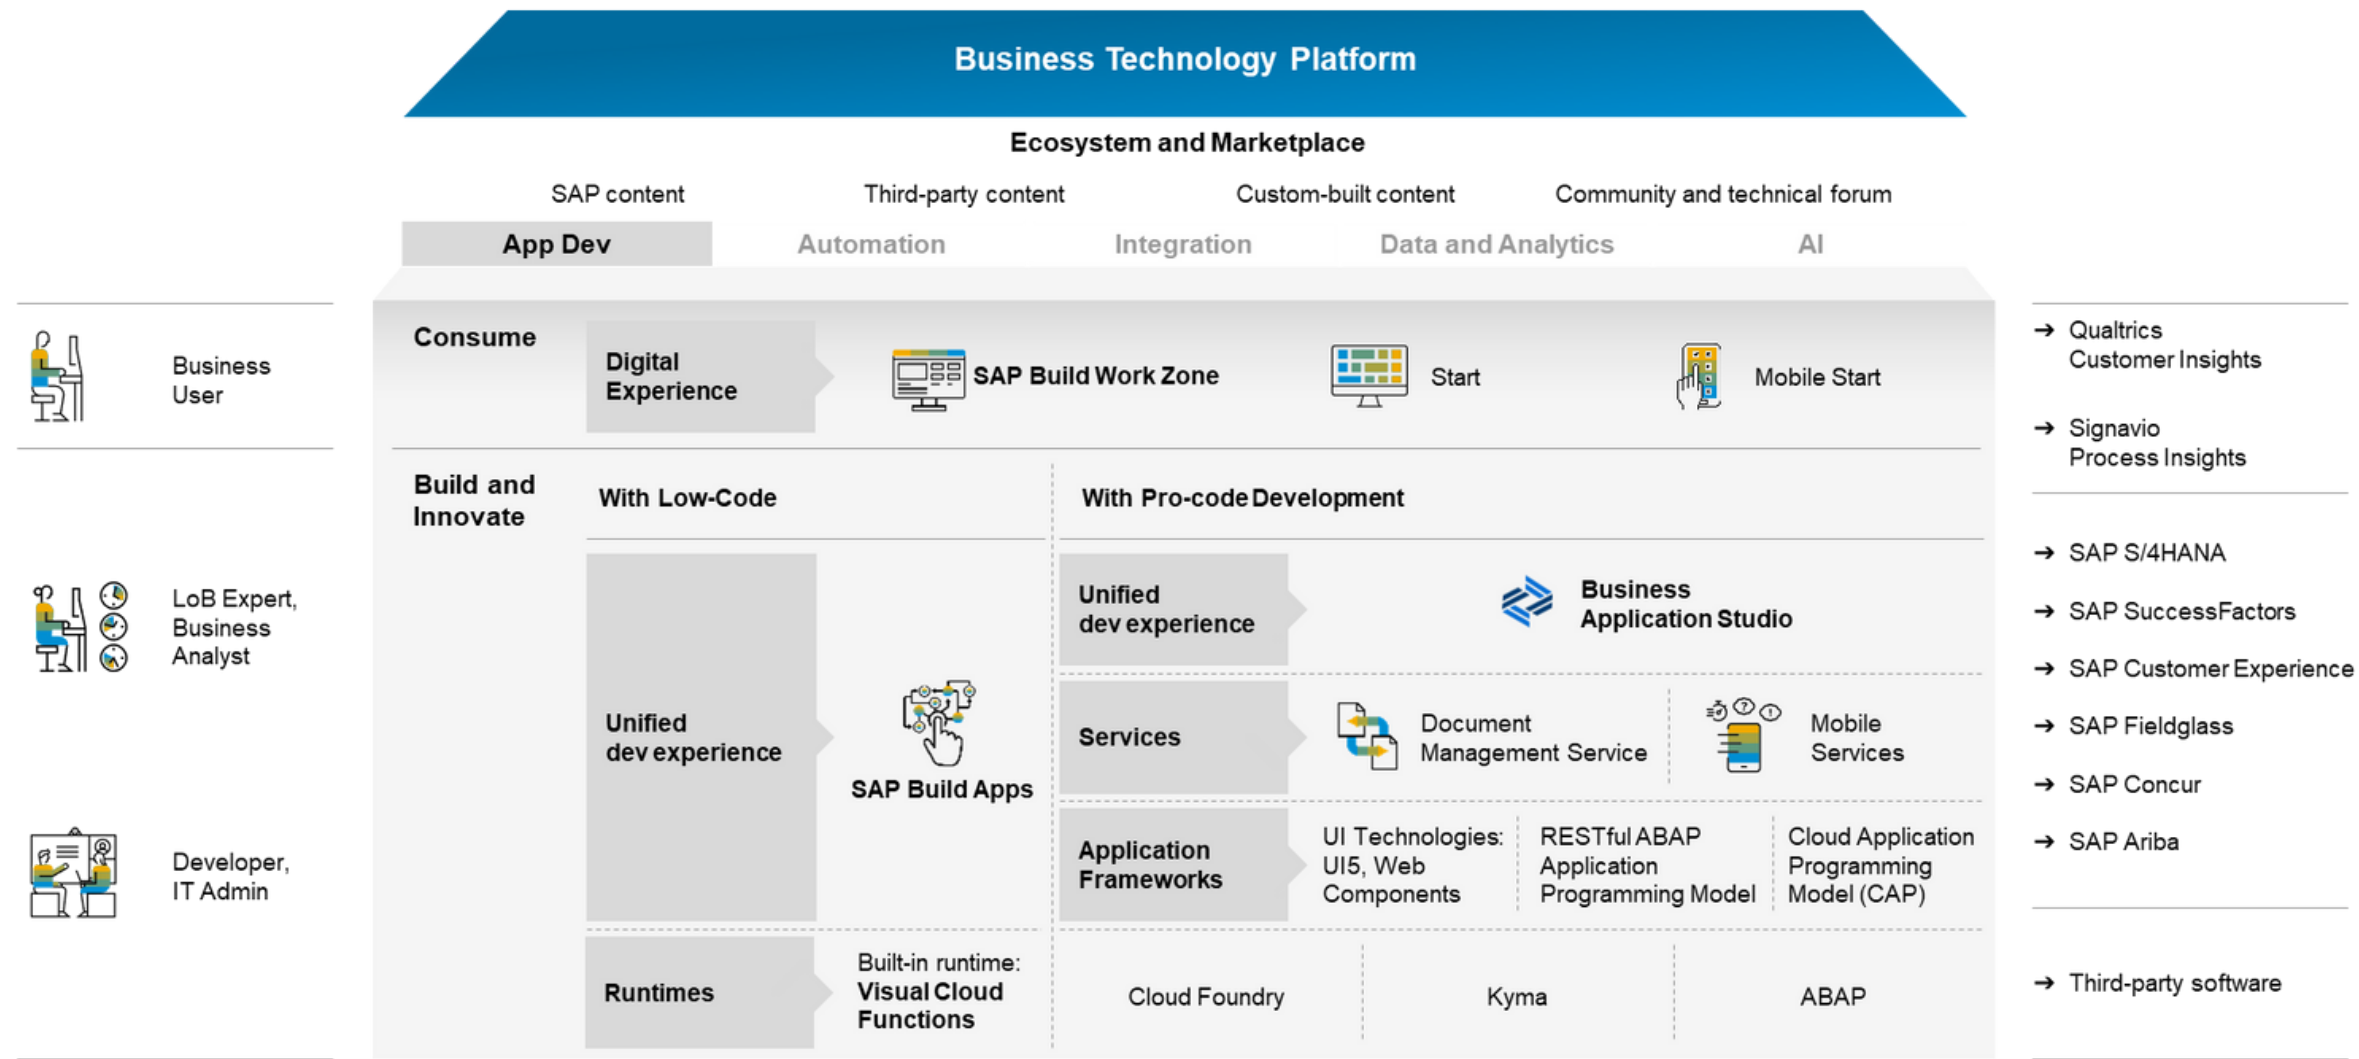 Business Technology Platform
Ecosystem and Marketplace
SAP content
Third-party content
Custom-built content
Community and technical forum
App Dev
Automation
Integration
Data and Analytics
AI
Business
User
LoB Expert,
Business
Analyst
Developer,
IT Admin
Consume
Digital
Experience
SAP Build Work Zone
Start
Mobile Start
Build and
Innovate
With Low-Code
Unified
dev experience
SAP Build Apps
Runtimes
Built-in runtime:
Visual Cloud
Functions
With Pro-code Development
Unified
dev experience
Business
Application Studio
Services
Document
Management Service
Mobile
Services
Application
Frameworks
UI Technologies:
UI5, Web
Components
RESTful ABAP
Application
Programming Model
Cloud Application
Programming
Model (CAP)
Cloud Foundry
Kyma
ABAP
→ Qualtrics
Customer Insights
→ Signavio
Process Insights
→ SAP S/4HANA
→ SAP SuccessFactors
→ SAP Customer Experience
→ SAP Fieldglass
→ SAP Concur
→ SAP Ariba
→ Third-party software